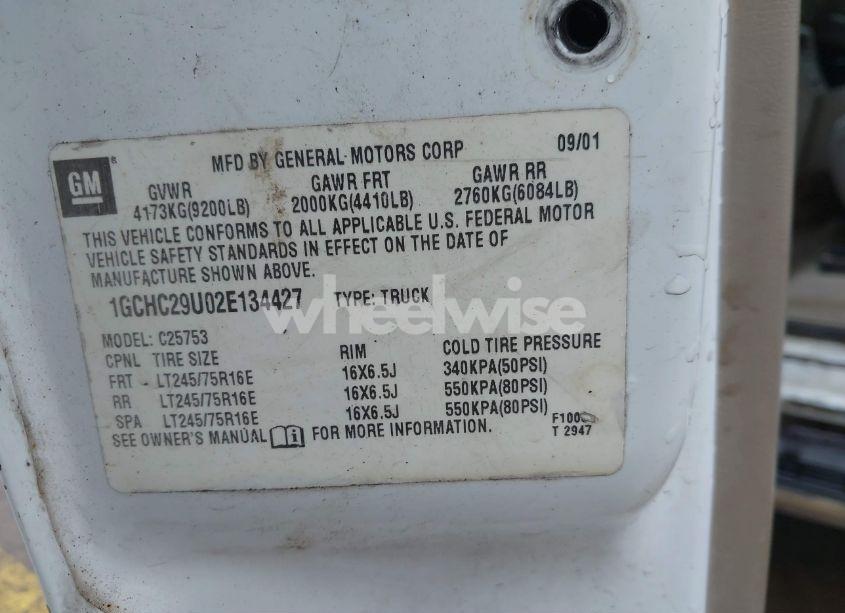 GM
MFD BY GENERAL MOTORS CORP 09/01
GVWR GAWR FRT GAWR RR
4173KG(9200LB) 2000KG(4410LB) 2760KG(6084LB)
THIS VEHICLE CONFORMS TO ALL APPLICABLE U.S. FEDERAL MOTOR
VEHICLE SAFETY STANDARDS IN EFFECT ON THE DATE OF
MANUFACTURE SHOWN ABOVE.
1GCHC29U02E134427 TYPE: TRUCK
wheelwise
MODEL: C25753
CPNL TIRE SIZE RIM COLD TIRE PRESSURE
FRT - LT245/75R16E 16X6.5J 340KPA(50PSI)
RR LT245/75R16E 16X6.5J 550KPA(80PSI)
SPA LT245/75R16E 16X6.5J 550KPA(80PSI)
SEE OWNER'S MANUAL FOR MORE INFORMATION.
T 2947